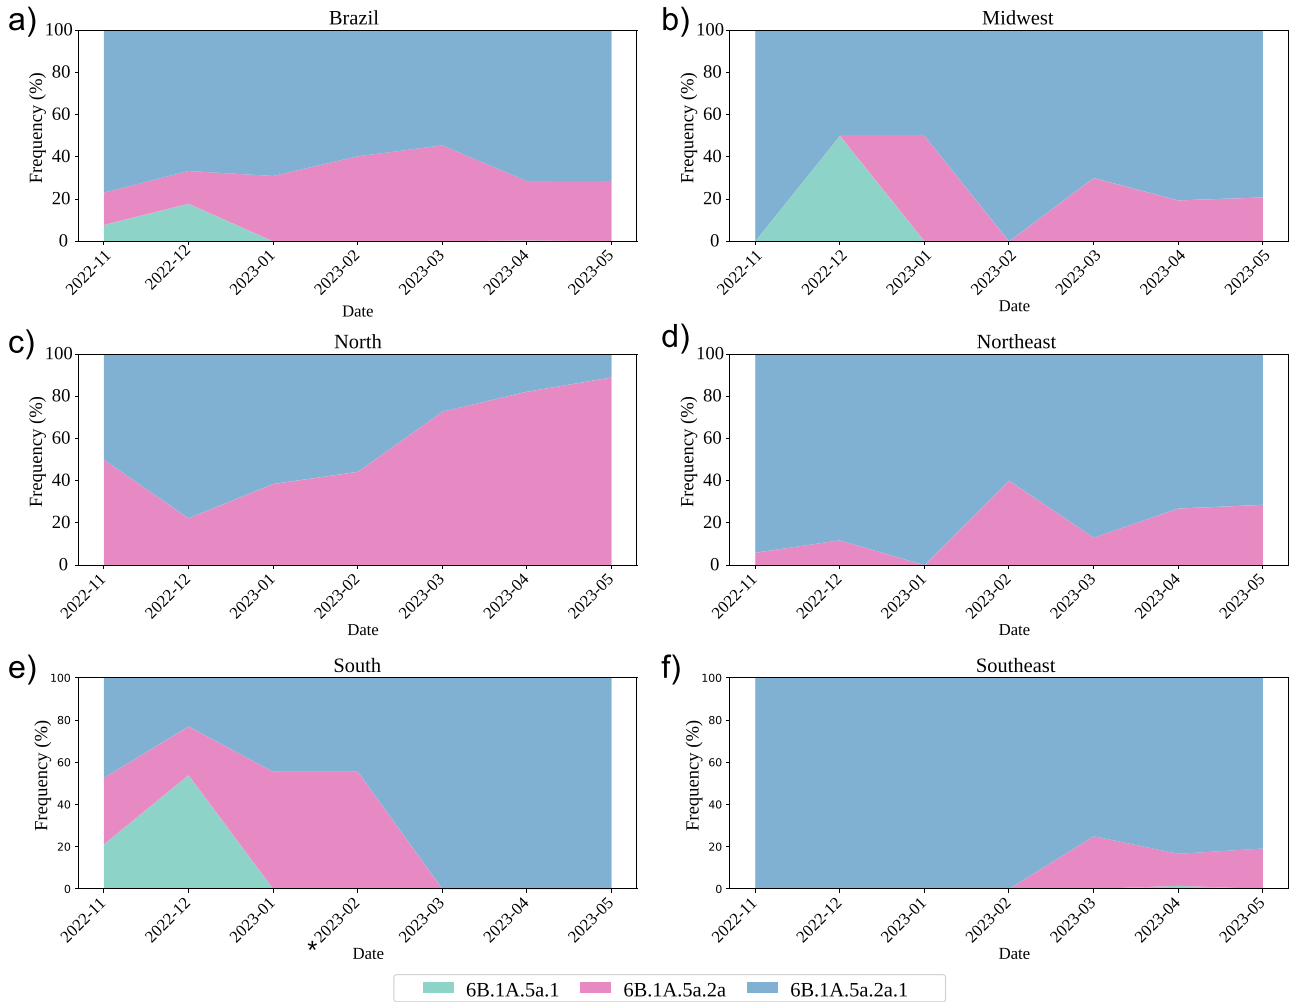 a) Brazil
Frequency (%)
100
80
60
40
20
0
2022-11 2022-12 2023-01 2023-02 2023-03 2023-04 2023-05
Date
b) Midwest
Frequency (%)
100
80
60
40
20
0
2022-11 2022-12 2023-01 2023-02 2023-03 2023-04 2023-05
Date
c) North
Frequency (%)
100
80
60
40
20
0
2022-11 2022-12 2023-01 2023-02 2023-03 2023-04 2023-05
Date
d) Northeast
Frequency (%)
100
80
60
40
20
0
2022-11 2022-12 2023-01 2023-02 2023-03 2023-04 2023-05
Date
e) South
Frequency (%)
100
80
60
40
20
0
2022-11 2022-12 2023-01 *2023-02 2023-03 2023-04 2023-05
Date
f) Southeast
Frequency (%)
100
80
60
40
20
0
2022-11 2022-12 2023-01 2023-02 2023-03 2023-04 2023-05
Date
6B.1A.5a.1 6B.1A.5a.2a 6B.1A.5a.2a.1